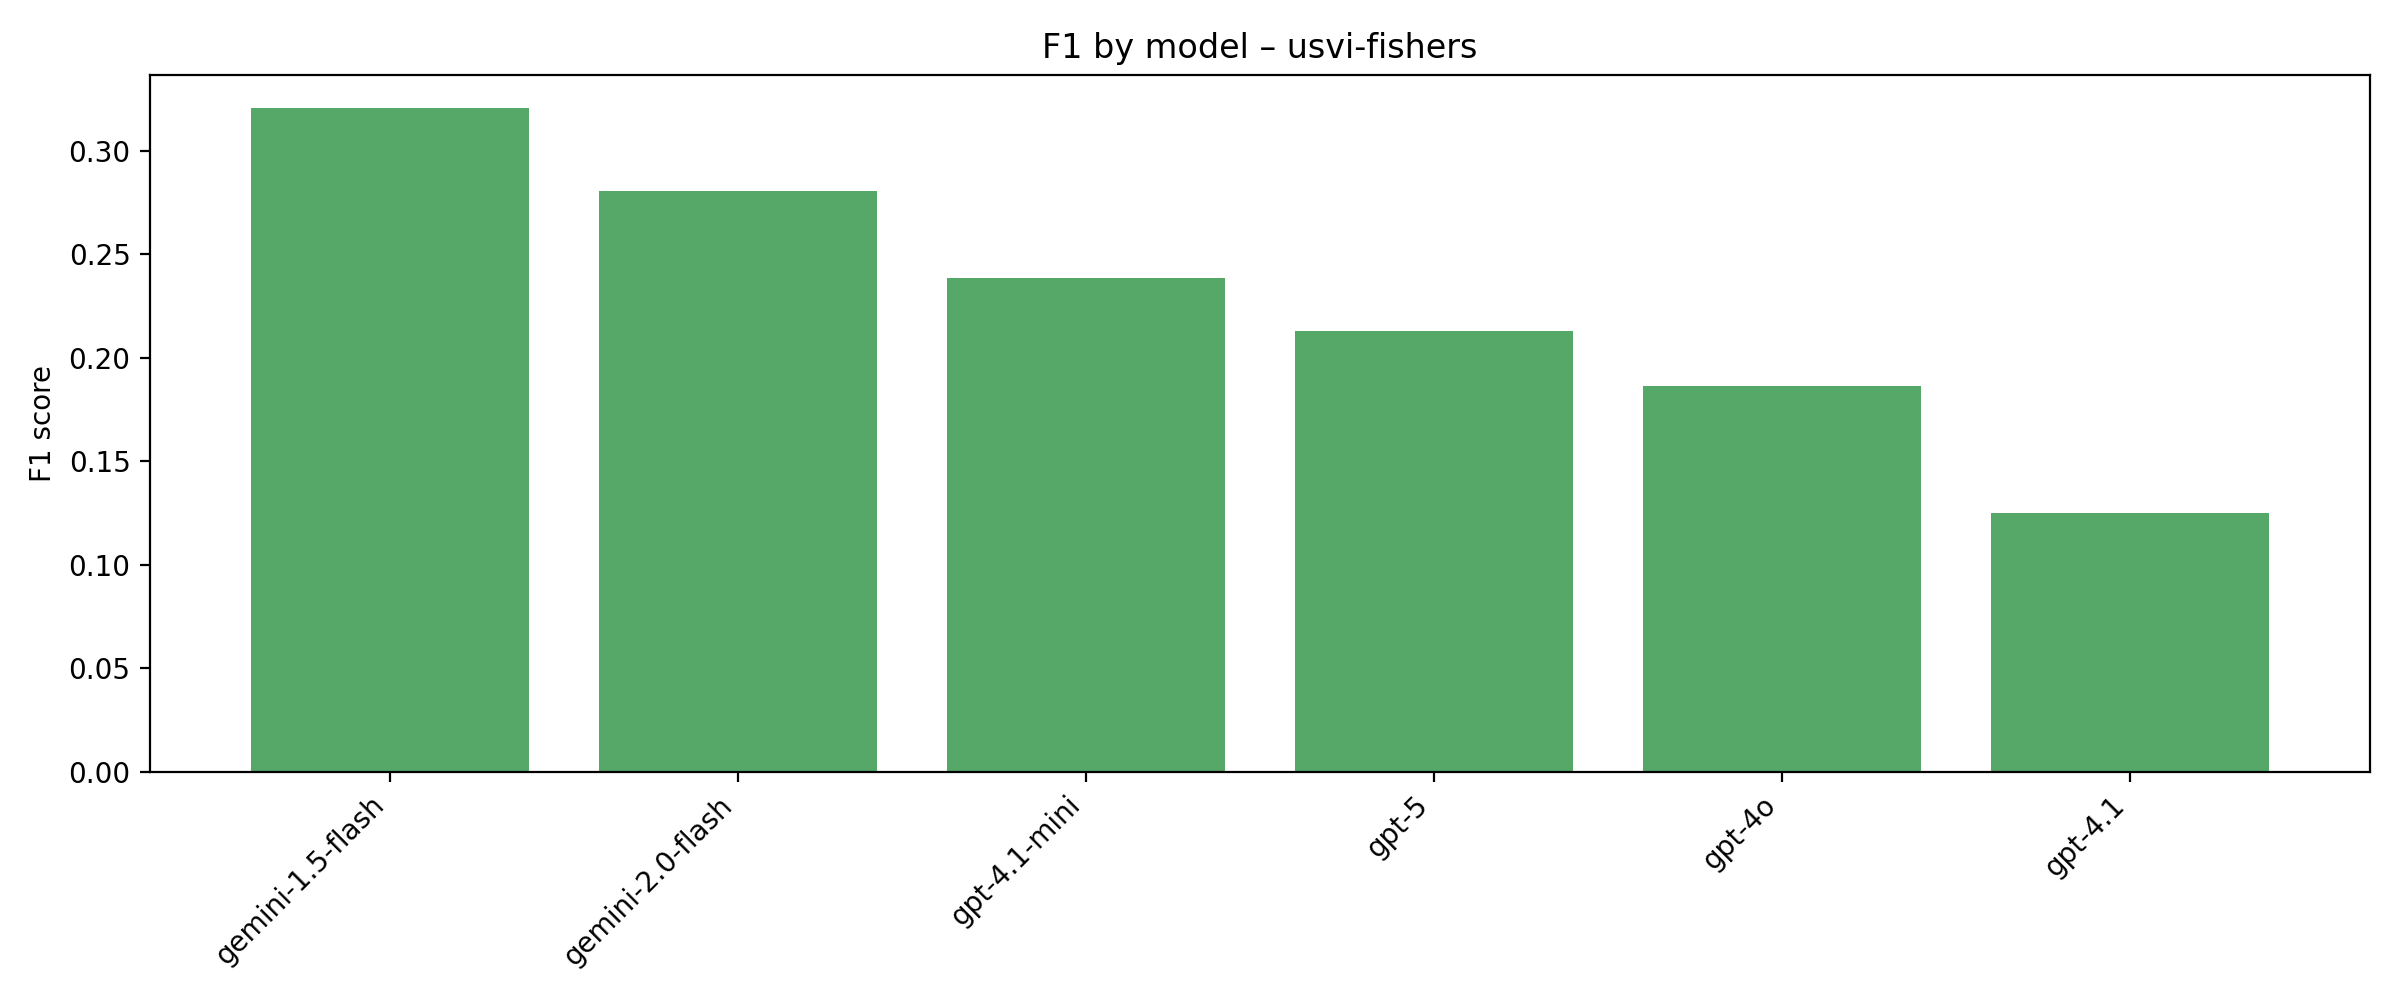 F1 by model – usvi-fishers
F1 score
0.30
0.25
0.20
0.15
0.10
0.05
0.00
gemini-1.5-flash
gemini-2.0-flash
gpt-4.1-mini
gpt-5
gpt-4o
gpt-4.1